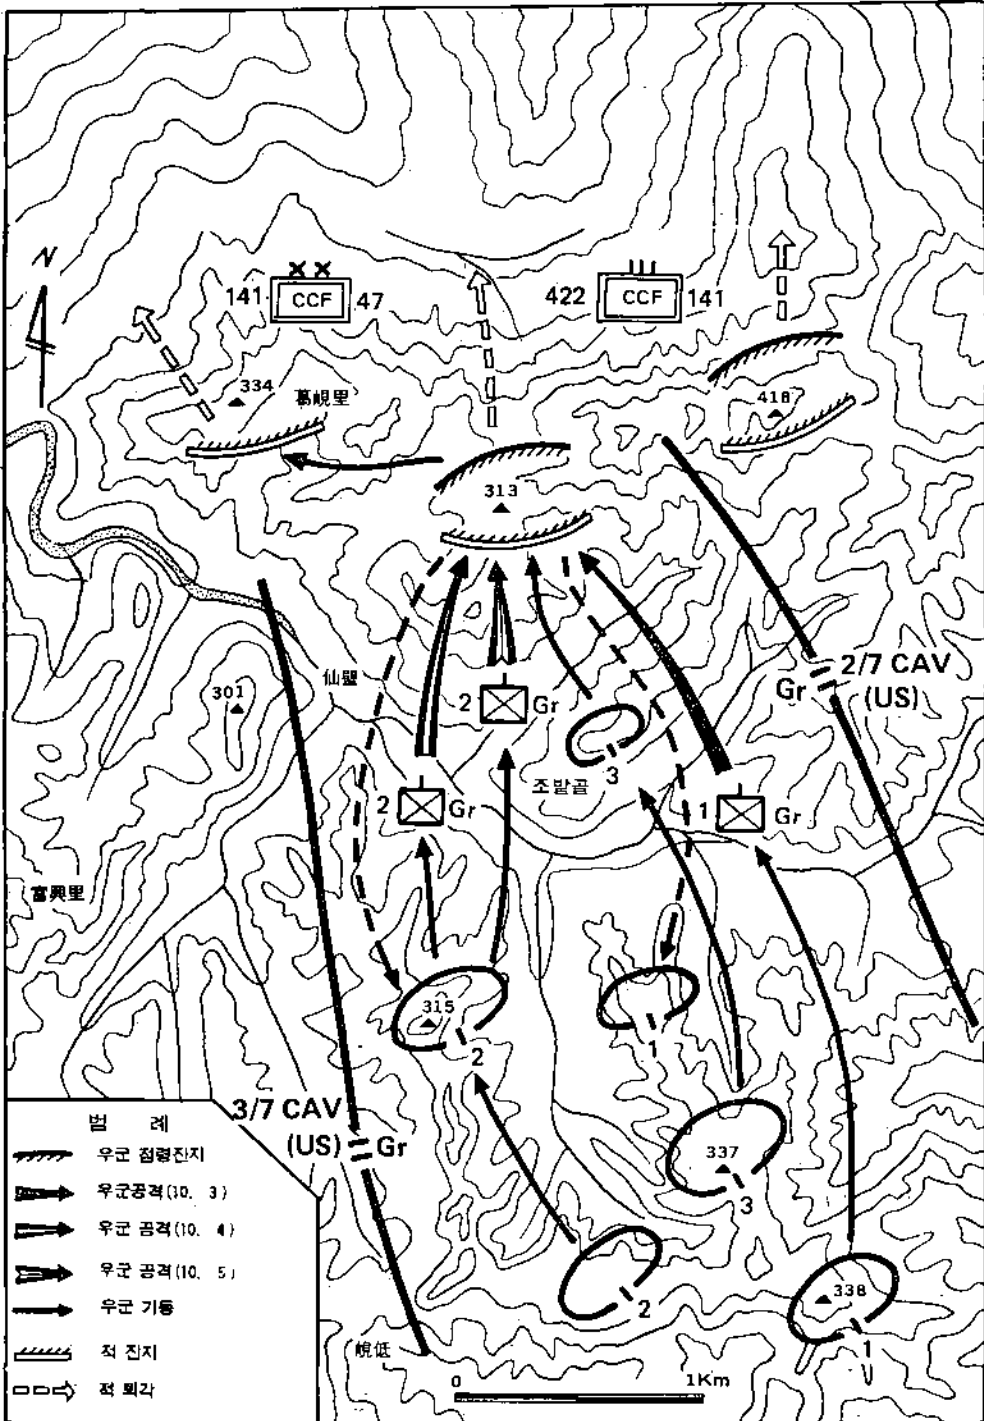 N
141 CCF 47
422 CCF 141
334
葛峴里
418
313
2/7 CAV
Gr (US)
301
仙壁
2 Gr
3
조밭골
2 Gr
1 Gr
富興里
315
2
1
3/7 CAV
(US) Gr
337
3
338
2
1
峴低
0 1Km
범 례
우군 점령진지
우군공격(10. 3)
우군 공격(10. 4)
우군 공격(10. 5)
우군 기동
적 진지
적 퇴각